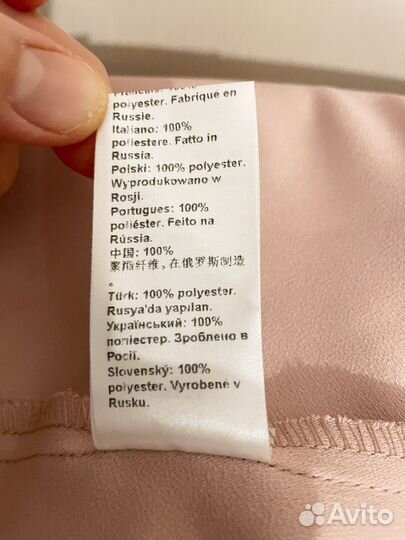 polyester. Fabriqué en
Russie.
Italiano: 100%
poliestere. Fatto in
Russia.
Polski: 100% polyester.
Wyprodukowano w
Rosji.
Portugues: 100%
poliéster. Feito na
Rússia.
中国: 100%
聚酯纤维, 在俄罗斯制造
。
Türk: 100% polyester.
Rusya'da yapılan.
Український: 100%
поліестер. Зроблено в
Росії.
Slovenský: 100%
polyester. Vyrobené v
Rusku.
Avito